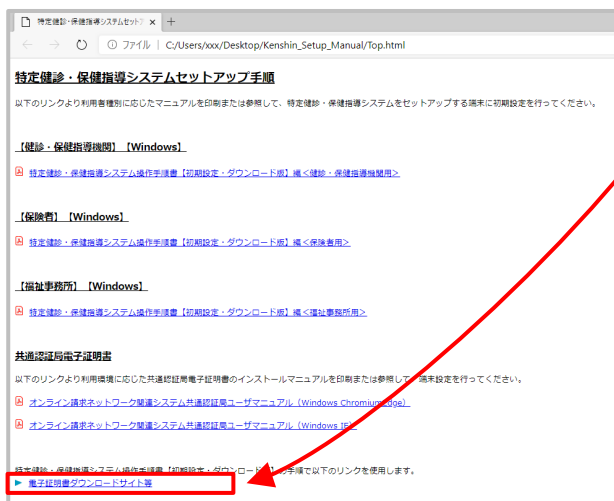 特定健診・保健指導システムセットア
ファイル | C:/Users/xxx/Desktop/Kenshin_Setup_Manual/Top.html
特定健診・保健指導システムセットアップ手順
以下のリンクより利用者種別に応じたマニュアルを印刷または参照して、特定健診・保健指導システムをセットアップする端末に初期設定を行ってください。
【健診・保健指導機関】【Windows】
特定健診・保健指導システム操作手順書【初期設定・ダウンロード版】編<健診・保健指導機関用>
【保険者】【Windows】
特定健診・保健指導システム操作手順書【初期設定・ダウンロード版】編<保険者用>
【福祉事務所】【Windows】
特定健診・保健指導システム操作手順書【初期設定・ダウンロード版】編<福祉事務所用>
共通認証局電子証明書
以下のリンクより利用環境に応じた共通認証局電子証明書のインストールマニュアルを印刷または参照して、端末設定を行ってください。
オンライン請求ネットワーク関連システム共通認証局ユーザマニュアル（Windows ChromiumEdge）
オンライン請求ネットワーク関連システム共通認証局ユーザマニュアル（Windows IE）
特定健診・保健指導システム操作手順書【初期設定・ダウンロード の手順で以下のリンクを使用します。
電子証明書ダウンロードサイト等